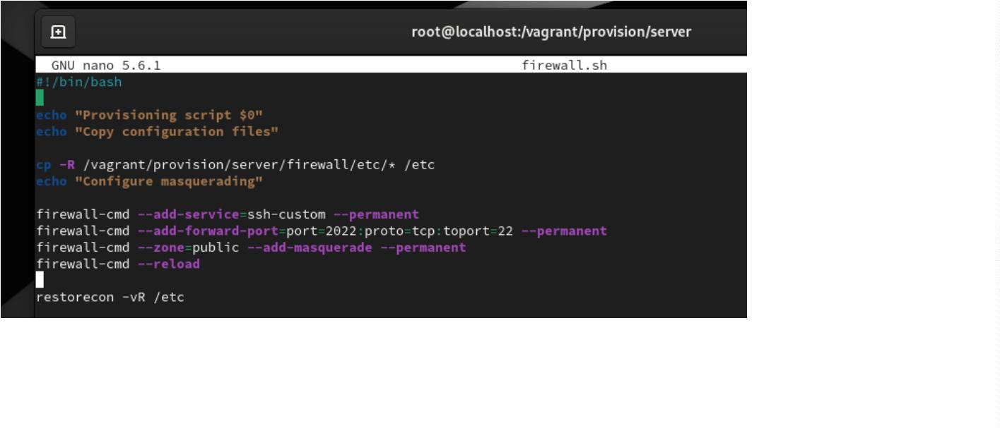 root@localhost:/vagrant/provision/server
GNU nano 5.6.1 firewall.sh
#!/bin/bash
echo "Provisioning script $0"
echo "Copy configuration files"
cp -R /vagrant/provision/server/firewall/etc/* /etc
echo "Configure masquerading"
firewall-cmd --add-service=ssh-custom --permanent
firewall-cmd --add-forward-port=port=2022:proto=tcp:toport=22 --permanent
firewall-cmd --zone=public --add-masquerade --permanent
firewall-cmd --reload
restorecon -vR /etc